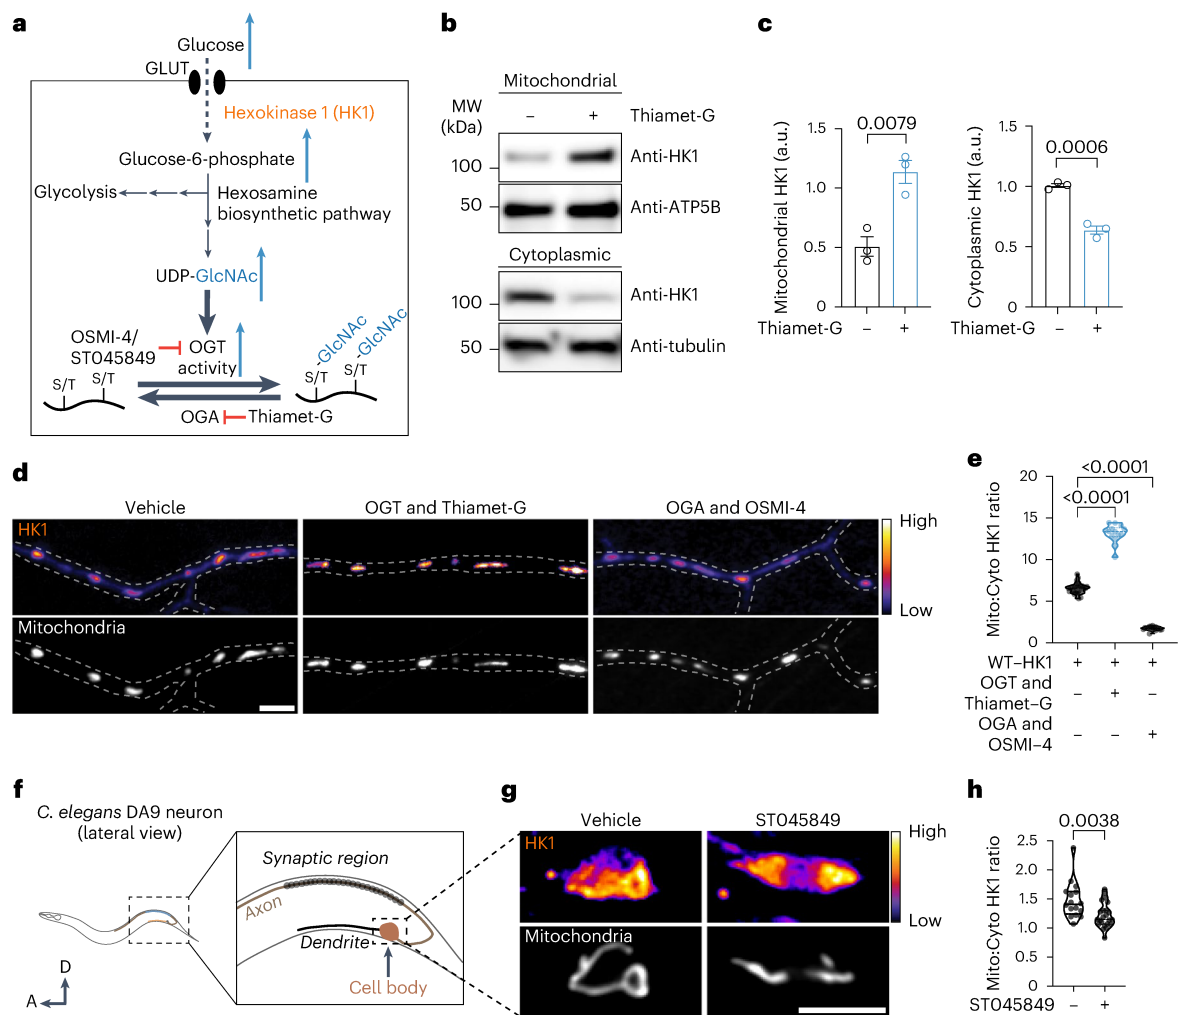 a
Glucose
GLUT
Hexokinase 1 (HK1)
Glucose-6-phosphate
Glycolysis
Hexosamine
biosynthetic pathway
UDP-GlcNAc
OSMI-4/
ST045849
OGT
activity
GlcNAc
GlcNAc
S/T
S/T
S/T
S/T
OGA
Thiamet-G
b
Mitochondrial
MW
(kDa)
– + Thiamet-G
100
Anti-HK1
50
Anti-ATP5B
Cytoplasmic
100
Anti-HK1
50
Anti-tubulin
c
Mitochondrial HK1 (a.u.)
1.5
1.0
0.5
0
0.0079
Thiamet-G – +
Cytoplasmic HK1 (a.u.)
1.5
1.0
0.5
0
0.0006
Thiamet-G – +
d
Vehicle
OGT and Thiamet-G
OGA and OSMI-4
HK1
High
Low
Mitochondria
e
Mito:Cyto HK1 ratio
20
15
10
5
0
<0.0001
<0.0001
WT–HK1 + + +
OGT and
Thiamet–G – + –
OGA and
OSMI–4 – – +
f
C. elegans DA9 neuron
(lateral view)
D
A
Synaptic region
Axon
Dendrite
Cell body
g
Vehicle
ST045849
HK1
High
Low
Mitochondria
h
Mito:Cyto HK1 ratio
2.5
2.0
1.5
1.0
0.5
0
0.0038
ST045849 – +